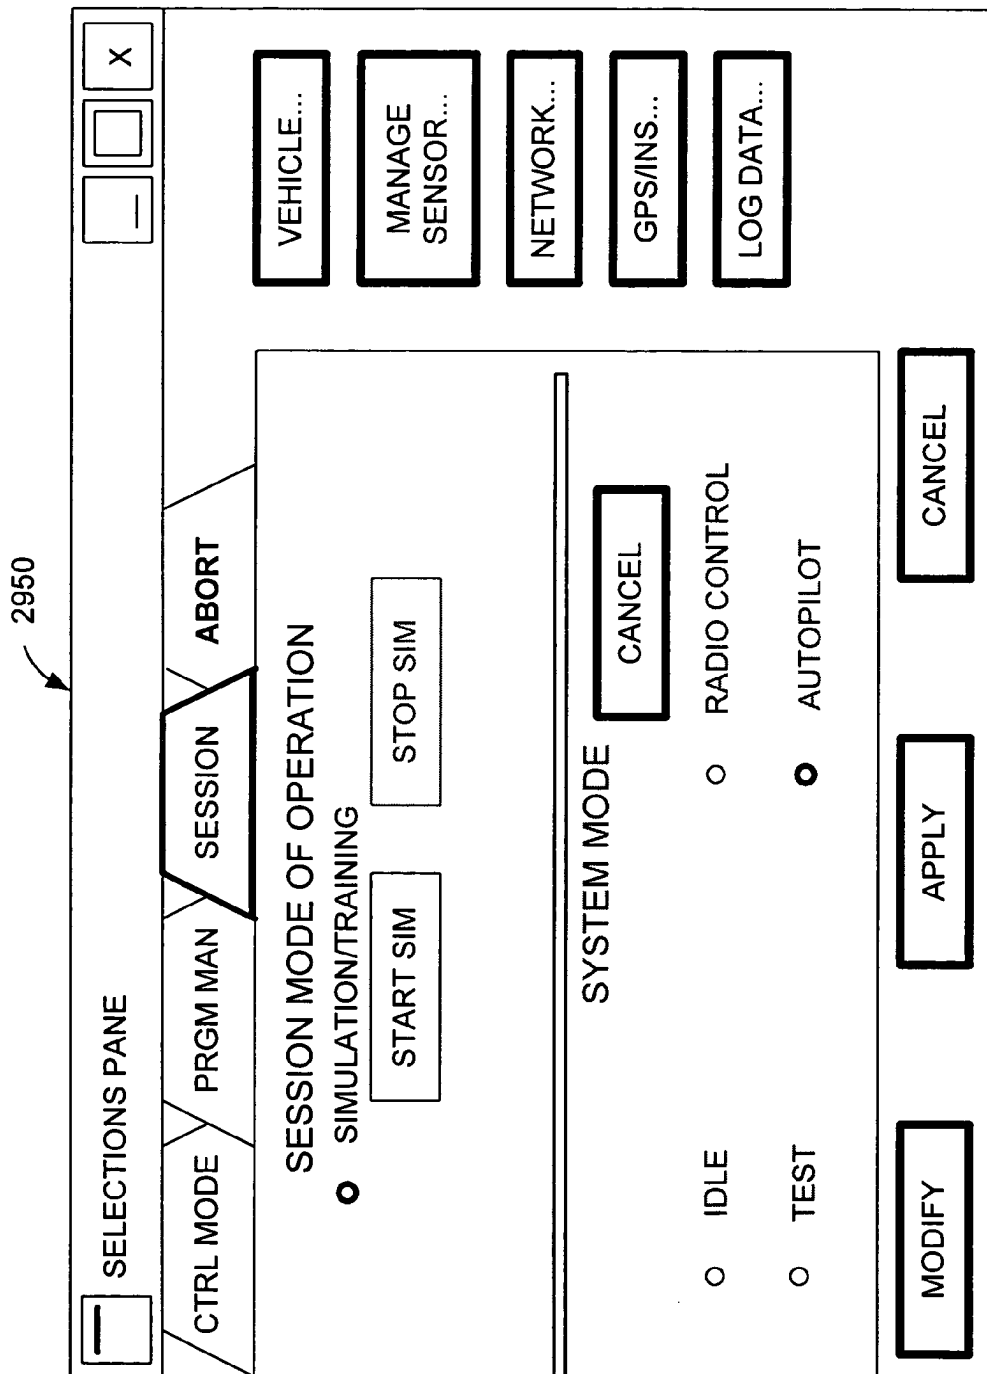 2950
SELECTIONS PANE
X
CTRL MODE
PRGM MAN
SESSION
ABORT
SESSION MODE OF OPERATION
SIMULATION/TRAINING
START SIM
STOP SIM
SYSTEM MODE
CANCEL
IDLE
RADIO CONTROL
TEST
AUTOPILOT
VEHICLE...
MANAGE
SENSOR...
NETWORK...
GPS/INS...
LOG DATA...
MODIFY
APPLY
CANCEL